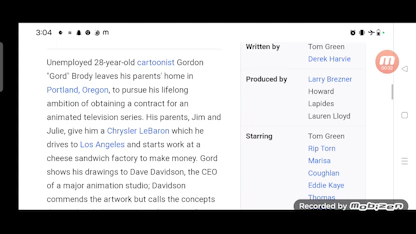 3:04
Unemployed 28-year-old cartoonist Gordon
"Gord" Brody leaves his parents' home in
Portland, Oregon, to pursue his lifelong
ambition of obtaining a contract for an
animated television series. His parents, Jim and
Julie, give him a Chrysler LeBaron which he
drives to Los Angeles and starts work at a
cheese sandwich factory to make money. Gord
shows his drawings to Dave Davidson, the CEO
of a major animation studio; Davidson
commends the artwork but calls the concepts
Written by Tom Green
Derek Harvie
Produced by Larry Brezner
Howard
Lapides
Lauren Lloyd
Starring Tom Green
Rip Torn
Marisa
Coughlan
Eddie Kaye
Thomas
Recorded by
MOBIZEN